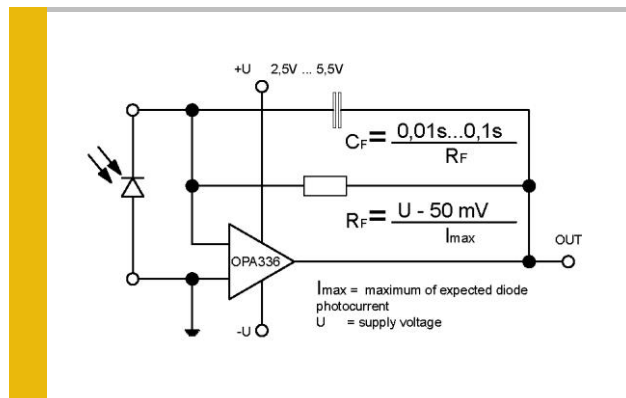 +U 2,5V ... 5,5V
CF = 0,01s...0,1s
RF
RF = U - 50 mV
Imax
OUT
OPA336
Imax = maximum of expected diode
photocurrent
U = supply voltage
-U